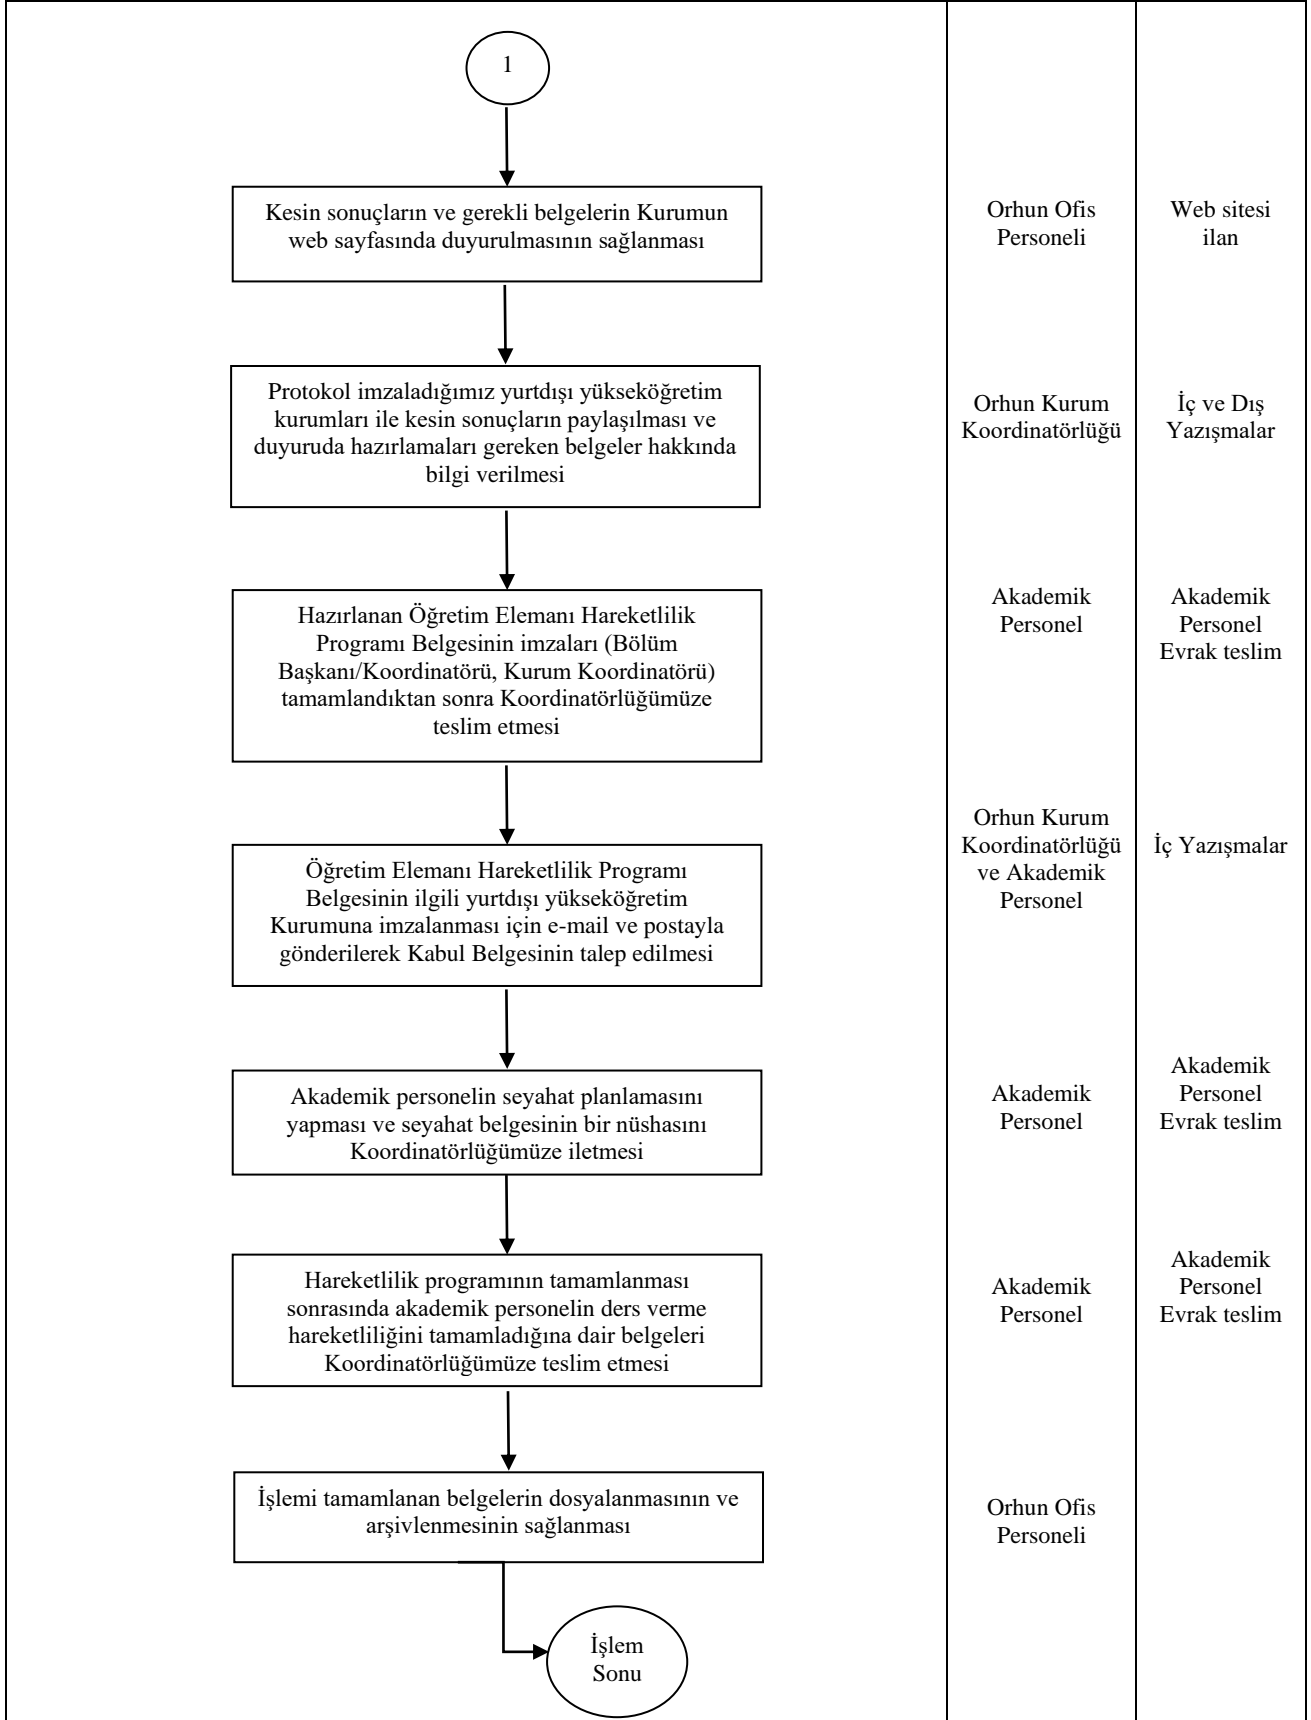 1
Kesin sonuçların ve gerekli belgelerin Kurumun
web sayfasında duyurulmasının sağlanması
Orhun Ofis
Personeli
Web sitesi
ilan
Protokol imzaladığımız yurtdışı yükseköğretim
kurumları ile kesin sonuçların paylaşılması ve
duyuruda hazırlamaları gereken belgeler hakkında
bilgi verilmesi
Orhun Kurum
Koordinatörlüğü
İç ve Dış
Yazışmalar
Hazırlanan Öğretim Elemanı Hareketlilik
Programı Belgesinin imzaları (Bölüm
Başkanı/Koordinatörü, Kurum Koordinatörü)
tamamlandıktan sonra Koordinatörlüğümüze
teslim etmesi
Akademik
Personel
Akademik
Personel
Evrak teslim
Öğretim Elemanı Hareketlilik Programı
Belgesinin ilgili yurtdışı yükseköğretim
Kurumuna imzalanması için e-mail ve postayla
gönderilerek Kabul Belgesinin talep edilmesi
Orhun Kurum
Koordinatörlüğü
ve Akademik
Personel
İç Yazışmalar
Akademik personelin seyahat planlamasını
yapması ve seyahat belgesinin bir nüshasını
Koordinatörlüğümüze iletmesi
Akademik
Personel
Akademik
Personel
Evrak teslim
Hareketlilik programının tamamlanması
sonrasında akademik personelin ders verme
hareketliliğini tamamladığına dair belgeleri
Koordinatörlüğümüze teslim etmesi
Akademik
Personel
Akademik
Personel
Evrak teslim
İşlemi tamamlanan belgelerin dosyalanmasının ve
arşivlenmesinin sağlanması
Orhun Ofis
Personeli
İşlem
Sonu